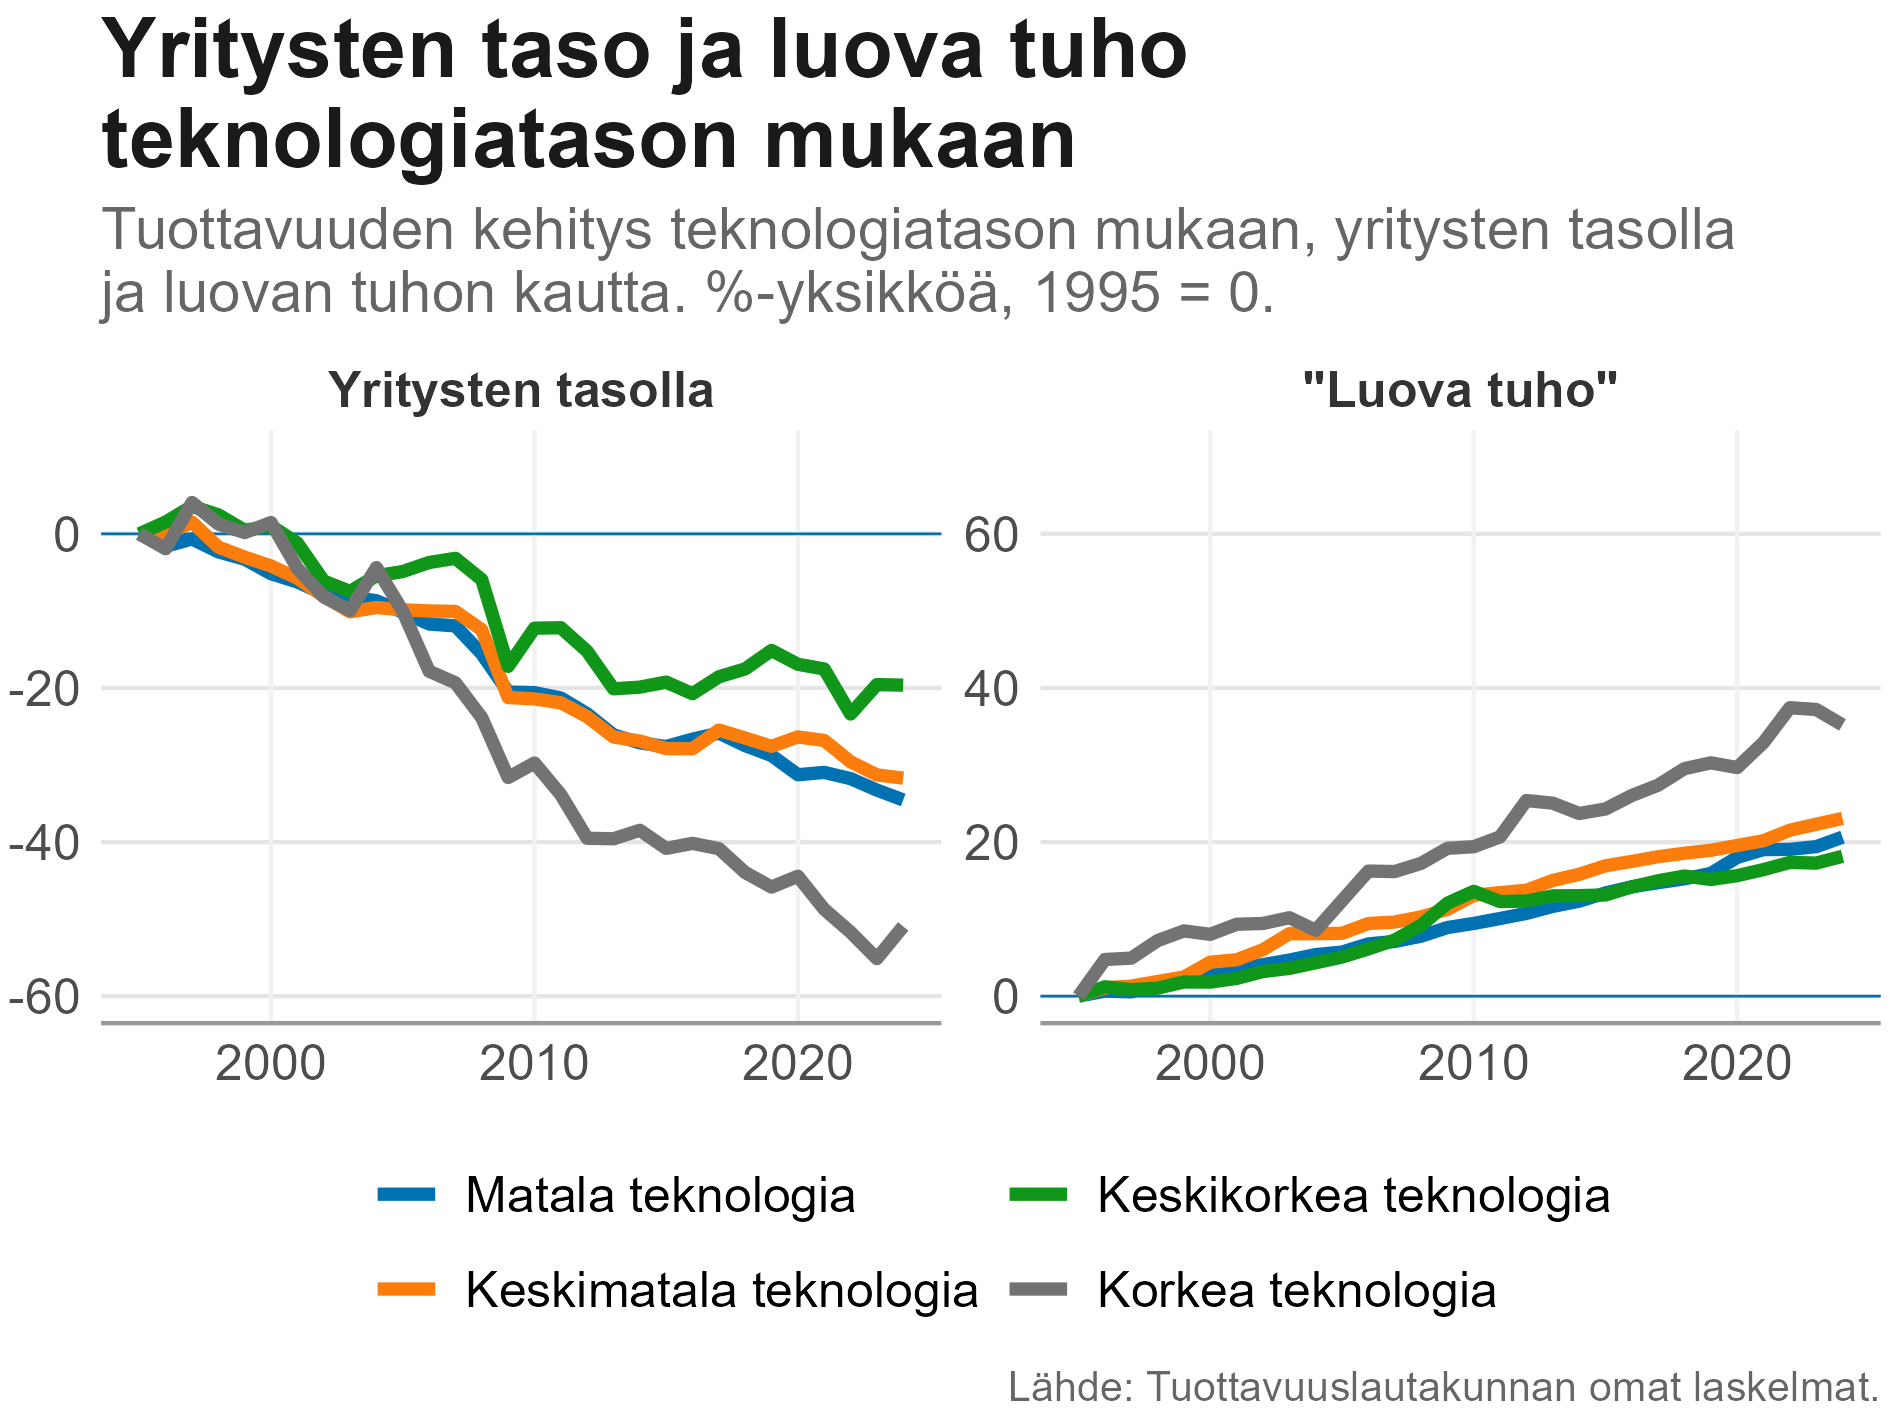 Yritysten taso ja luova tuho
teknologiatason mukaan
Tuottavuuden kehitys teknologiatason mukaan, yritysten tasolla
ja luovan tuhon kautta. %-yksikköä, 1995 = 0.
Yritysten tasolla
0
-20
-40
-60
2000 2010 2020
"Luova tuho"
60
40
20
0
2000 2010 2020
Matala teknologia
Keskimatala teknologia
Keskikorkea teknologia
Korkea teknologia
Lähde: Tuottavuuslautakunnan omat laskelmat.